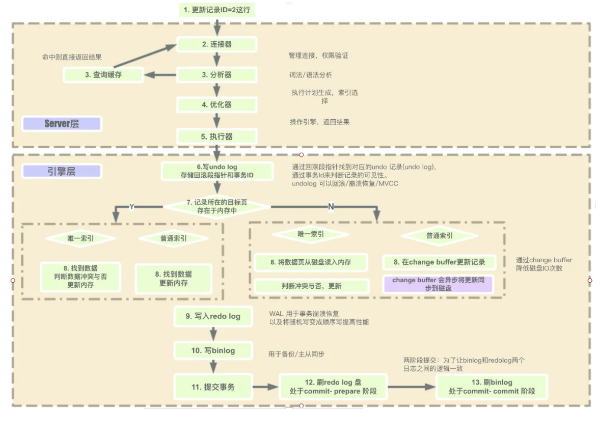 1. 更新记录ID=2这行
2. 连接器
命中则直接返回结果
管理连接，权限验证
3. 查询缓存
3. 分析器
词法/语法分析
4. 优化器
执行计划生成，索引选
择
Server层
5. 执行器
操作引擎，返回结果
引擎层
6.写undo log
存储回滚段指针和事务ID
通过回滚段指针找到对应的undo 记录(undo log),
通过事务Id来判断记录的可见性。
undolog 可以回滚/崩溃恢复/MVCC
7. 记录所在的目标页
存在于内存中
Y
N
唯一索引
普通索引
唯一索引
普通索引
8. 找到数据
判断数据冲突与否
更新内存
8. 找到数据
更新内存
8. 将数据页从磁盘读入内存
8. 在change buffer更新记录
判断冲突与否、更新
change buffer 会异步将更新同
步到磁盘
通过change buffer
降低磁盘IO次数
9. 写入redo log
WAL 用于事务崩溃恢复
以及将随机写变成顺序写提高性能
10. 写binlog
用于备份/主从同步
两阶段提交：为了让binlog和redolog两个
日志之间的逻辑一致
11. 提交事务
12. 刷redo log 盘
处于commit- prepare 阶段
13. 刷binlog
处于commit- commit 阶段